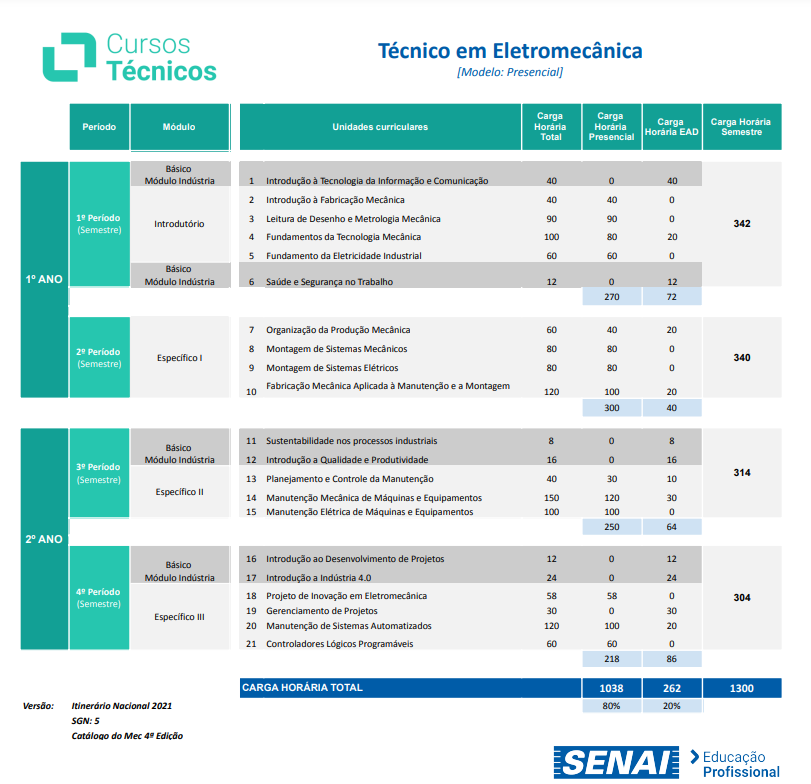 Cursos
Técnicos
Técnico em Eletromecânica
[Modelo: Presencial]
Período Módulo Unidades curriculares Carga Horária Total Carga Horária Presencial Carga Horária EAD Carga Horária Semestre
1º ANO
1º Período
(Semestre)
Básico
Módulo Indústria
1 Introdução à Tecnologia da Informação e Comunicação 40 0 40
Introdutório
2 Introdução à Fabricação Mecânica 40 40 0
3 Leitura de Desenho e Metrologia Mecânica 90 90 0
342
4 Fundamentos da Tecnologia Mecânica 100 80 20
5 Fundamento da Eletricidade Industrial 60 60 0
Básico
Módulo Indústria
6 Saúde e Segurança no Trabalho 12 0 12
270 72
2º Período
(Semestre)
Específico I
7 Organização da Produção Mecânica 60 40 20
8 Montagem de Sistemas Mecânicos 80 80 0
340
9 Montagem de Sistemas Elétricos 80 80 0
10 Fabricação Mecânica Aplicada à Manutenção e a Montagem 120 100 20
300 40
2º ANO
3º Período
(Semestre)
Básico
Módulo Indústria
11 Sustentabilidade nos processos industriais 8 0 8
12 Introdução a Qualidade e Produtividade 16 0 16
314
Específico II
13 Planejamento e Controle da Manutenção 40 30 10
14 Manutenção Mecânica de Máquinas e Equipamentos 150 120 30
15 Manutenção Elétrica de Máquinas e Equipamentos 100 100 0
250 64
4º Período
(Semestre)
Básico
Módulo Indústria
16 Introdução ao Desenvolvimento de Projetos 12 0 12
17 Introdução a Indústria 4.0 24 0 24
Específico III
18 Projeto de Inovação em Eletromecânica 58 58 0
304
19 Gerenciamento de Projetos 30 0 30
20 Manutenção de Sistemas Automatizados 120 100 20
21 Controladores Lógicos Programáveis 60 60 0
218 86
CARGA HORÁRIA TOTAL 1038 262 1300
80% 20%
Versão: Itinerário Nacional 2021
SGN: 5
Catálogo do Mec 4ª Edição
SENAI
Educação
Profissional